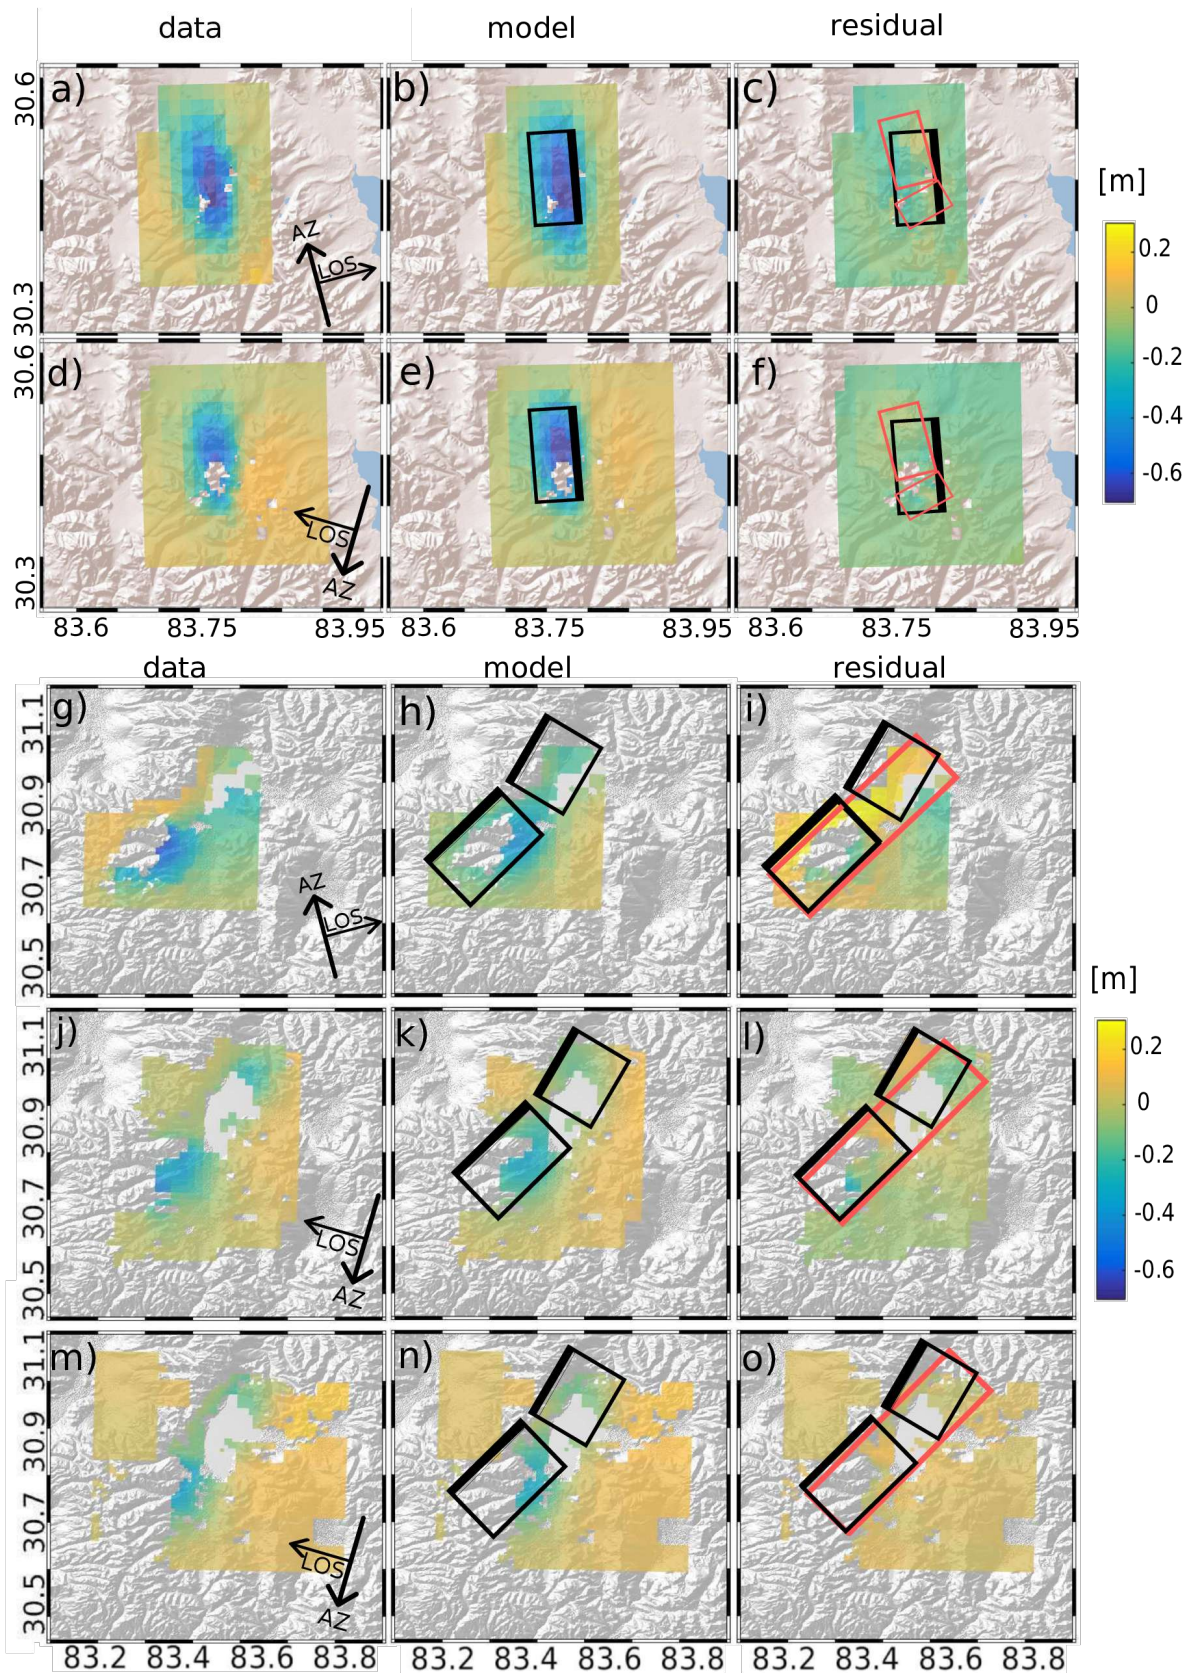 data model residual
a) b) c)
30.6
30.3
AZ
LOS
[m]
0.2
0
-0.2
-0.4
-0.6
d) e) f)
30.6
30.3
LOS
AZ
83.6 83.75 83.95 83.6 83.75 83.95 83.6 83.75 83.95
data model residual
g) h) i)
31.1
30.9
30.7
30.5
AZ
LOS
[m]
0.2
0
-0.2
-0.4
-0.6
j) k) l)
31.1
30.9
30.7
30.5
LOS
AZ
m) n) o)
31.1
30.9
30.7
30.5
LOS
AZ
83.2 83.4 83.6 83.8 83.2 83.4 83.6 83.8 83.2 83.4 83.6 83.8